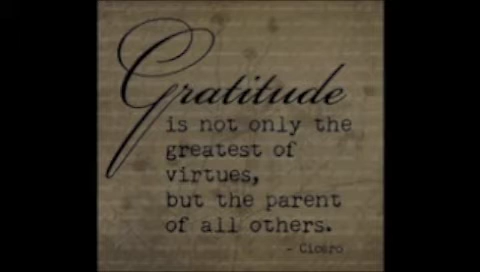 Gratitude
is not only the
greatest of
virtues,
but the parent
of all others.
- Cicero